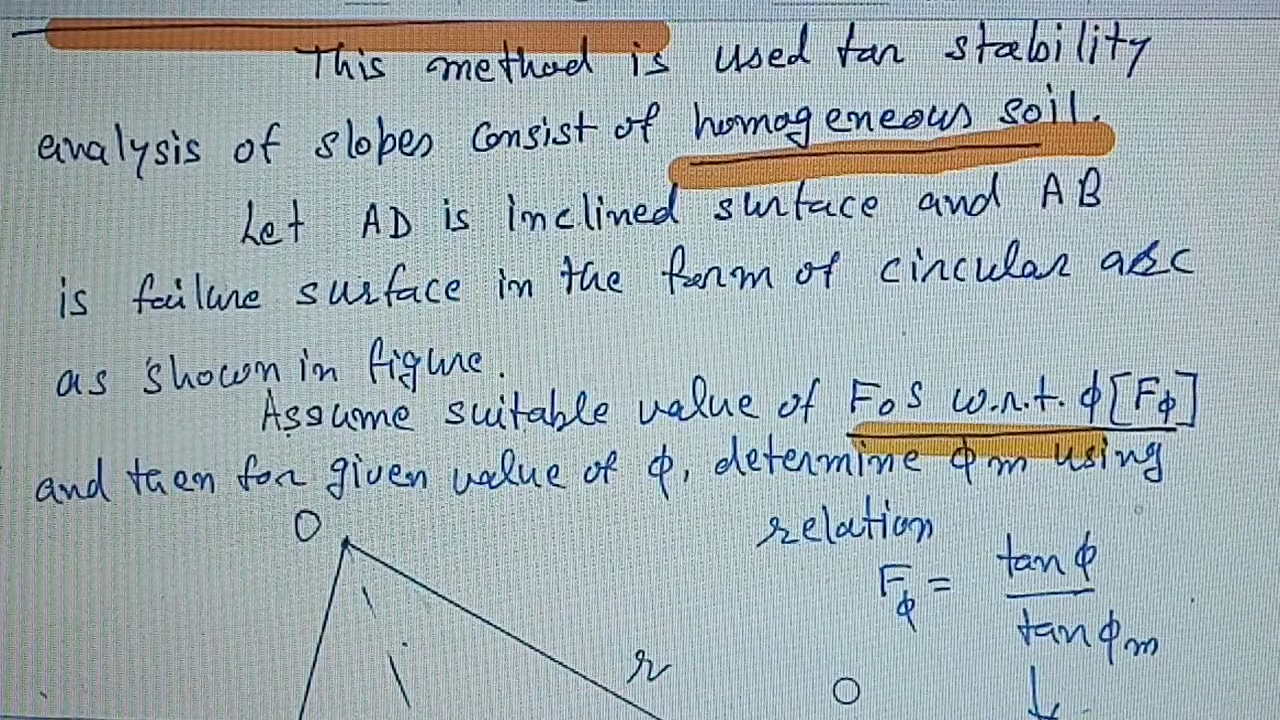 This method is used for stability
analysis of slopes consist of homogeneous soil.
Let AD is inclined surface and AB
is failure surface in the form of circular arc
as shown in figure.
Assume suitable value of FoS w.r.t. ϕ[Fϕ]
and then for given value of ϕ, determine ϕm using
relation
Fϕ = tanϕ / tanϕm
O
r
O